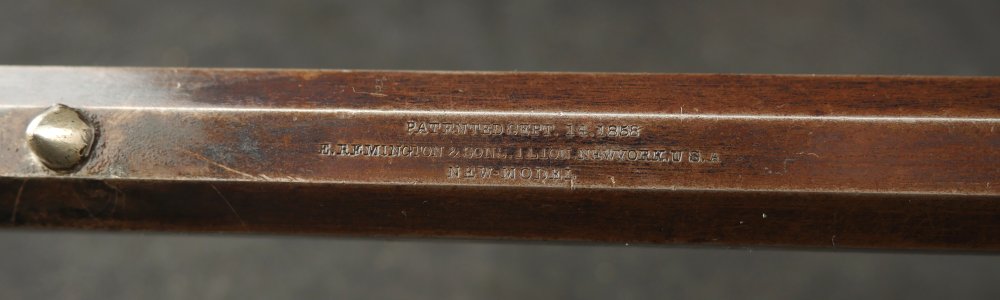 PATENTED SEPT. 14. 1858
E. REMINGTON & SONS, ILION, NEW YORK, U.S.A
NEW-MODEL